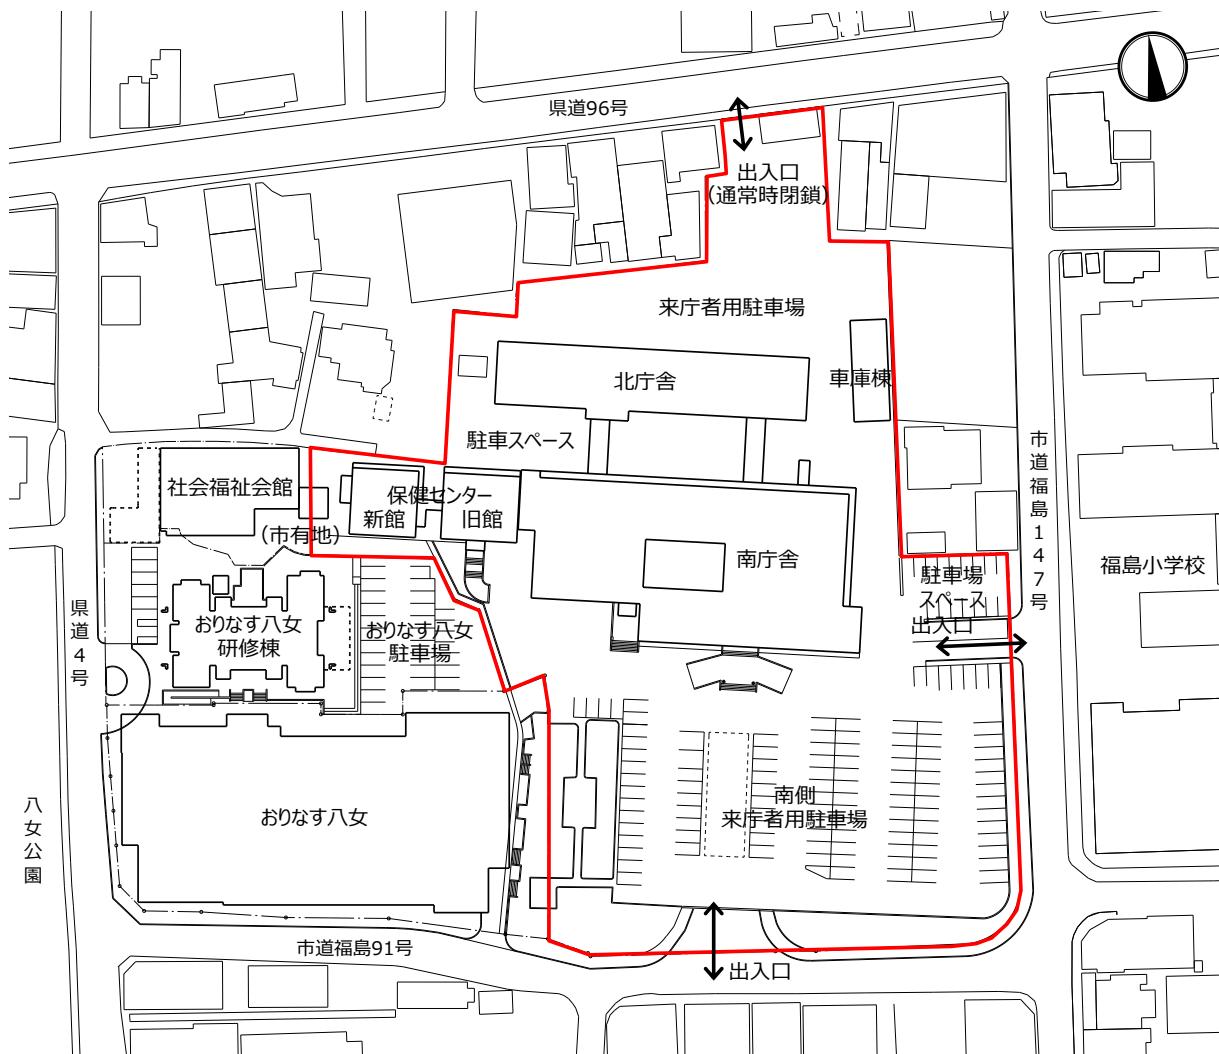 県道96号
出入口
(通常時閉鎖)
来庁者用駐車場
北庁舎
車庫棟
駐車スペース
社会福祉会館
保健センター
新館
旧館
(市有地)
南庁舎
市道福島147号
福島小学校
駐車場
スペース
出入口
県道4号
おりなす八女
研修棟
おりなす八女
駐車場
八女公園
おりなす八女
南側
来庁者用駐車場
市道福島91号
出入口